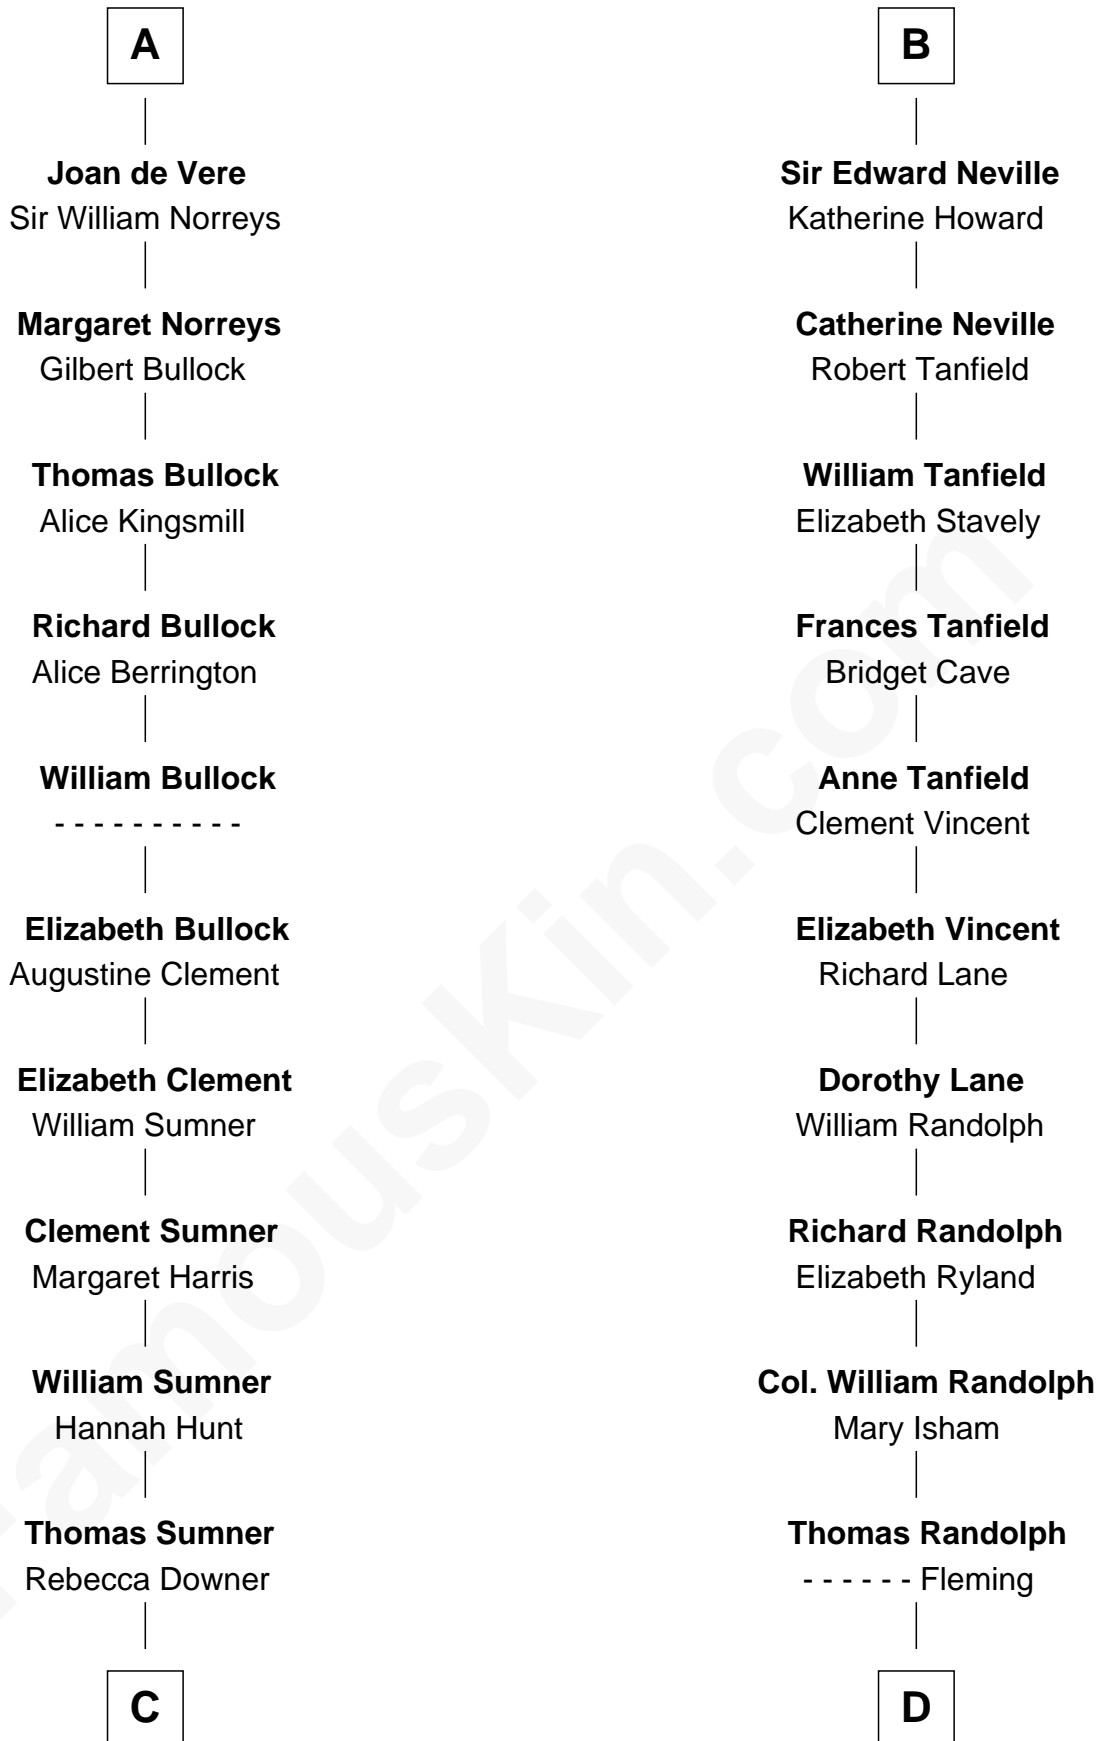 A
Joan de Vere
Sir William Norreys
Margaret Norreys
Gilbert Bullock
Thomas Bullock
Alice Kingsmill
Richard Bullock
Alice Berrington
William Bullock
- - - - - - - - - -
Elizabeth Bullock
Augustine Clement
Elizabeth Clement
William Sumner
Clement Sumner
Margaret Harris
William Sumner
Hannah Hunt
Thomas Sumner
Rebecca Downer
C
B
Sir Edward Neville
Katherine Howard
Catherine Neville
Robert Tanfield
William Tanfield
Elizabeth Stavely
Frances Tanfield
Bridget Cave
Anne Tanfield
Clement Vincent
Elizabeth Vincent
Richard Lane
Dorothy Lane
William Randolph
Richard Randolph
Elizabeth Ryland
Col. William Randolph
Mary Isham
Thomas Randolph
- - - - - - Fleming
D
FamousKin.com